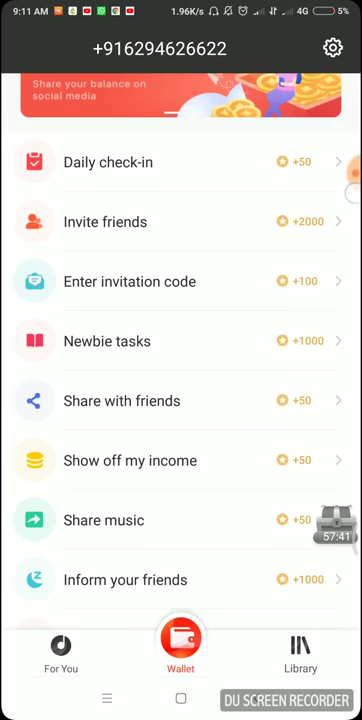 9:11 AM
1.96K/s
4G
5%
+916294626622
Share your balance on
social media
Daily check-in
+50
Invite friends
+2000
Enter invitation code
+100
Newbie tasks
+1000
Share with friends
+50
Show off my income
+50
Share music
+50
57:41
Inform your friends
+1000
For You
Wallet
Library
DU SCREEN RECORDER